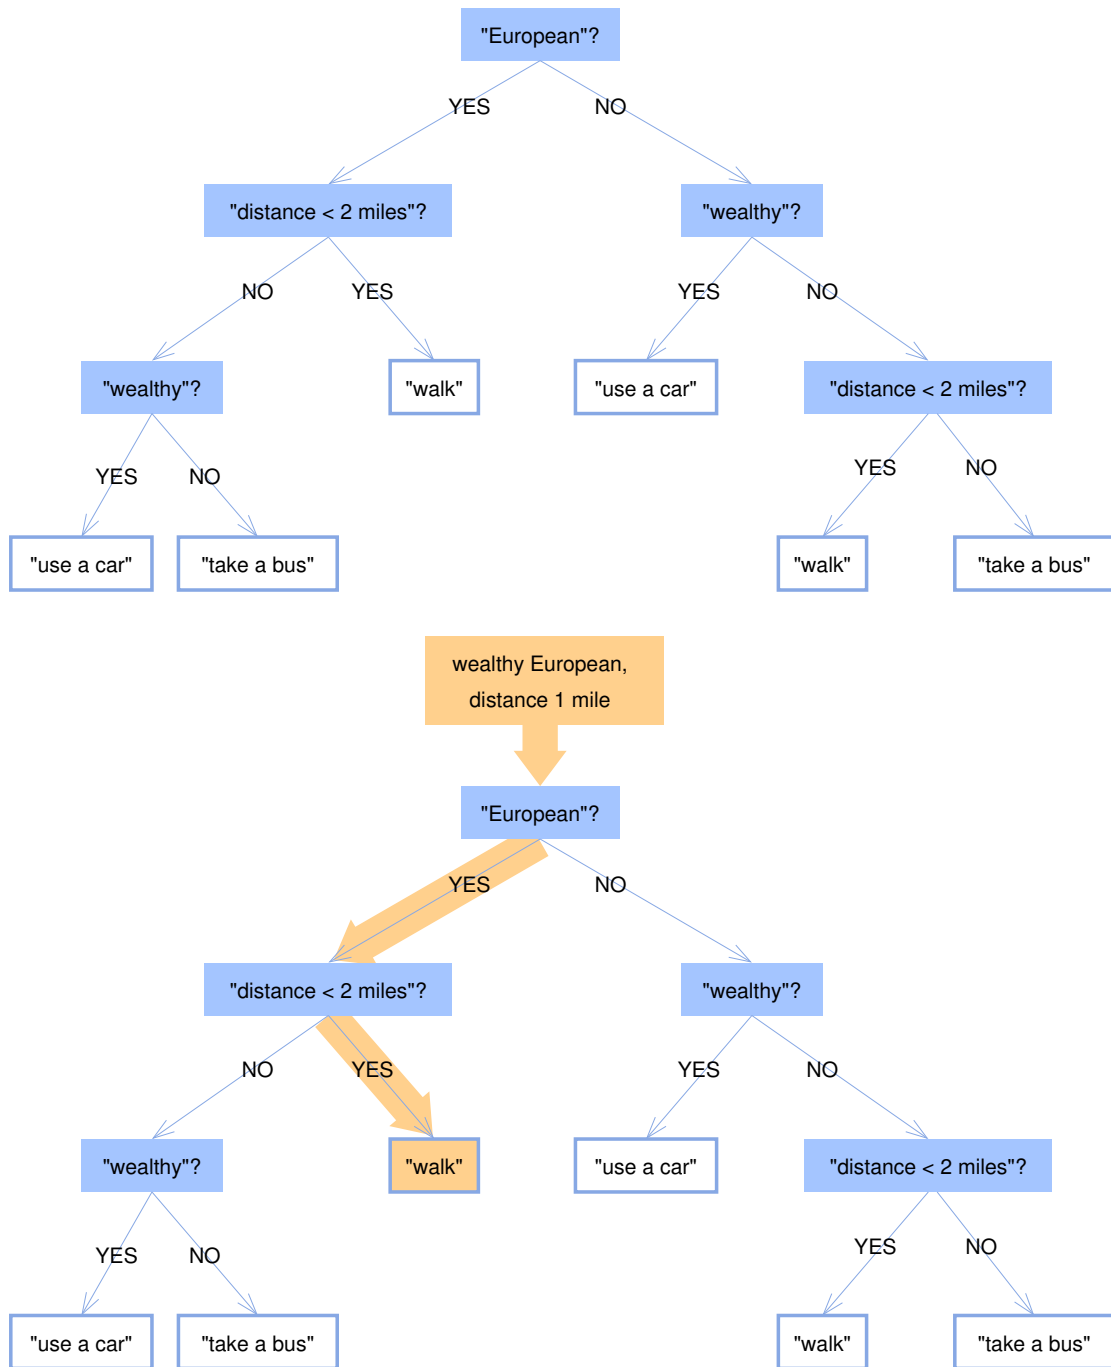 "European"?
YES
NO
"distance < 2 miles"?
"wealthy"?
NO
YES
YES
NO
"wealthy"?
"walk"
"use a car"
"distance < 2 miles"?
YES
NO
YES
NO
"use a car"
"take a bus"
"walk"
"take a bus"
wealthy European,
distance 1 mile
"European"?
YES
NO
"distance < 2 miles"?
"wealthy"?
NO
YES
YES
NO
"wealthy"?
"walk"
"use a car"
"distance < 2 miles"?
YES
NO
YES
NO
"use a car"
"take a bus"
"walk"
"take a bus"